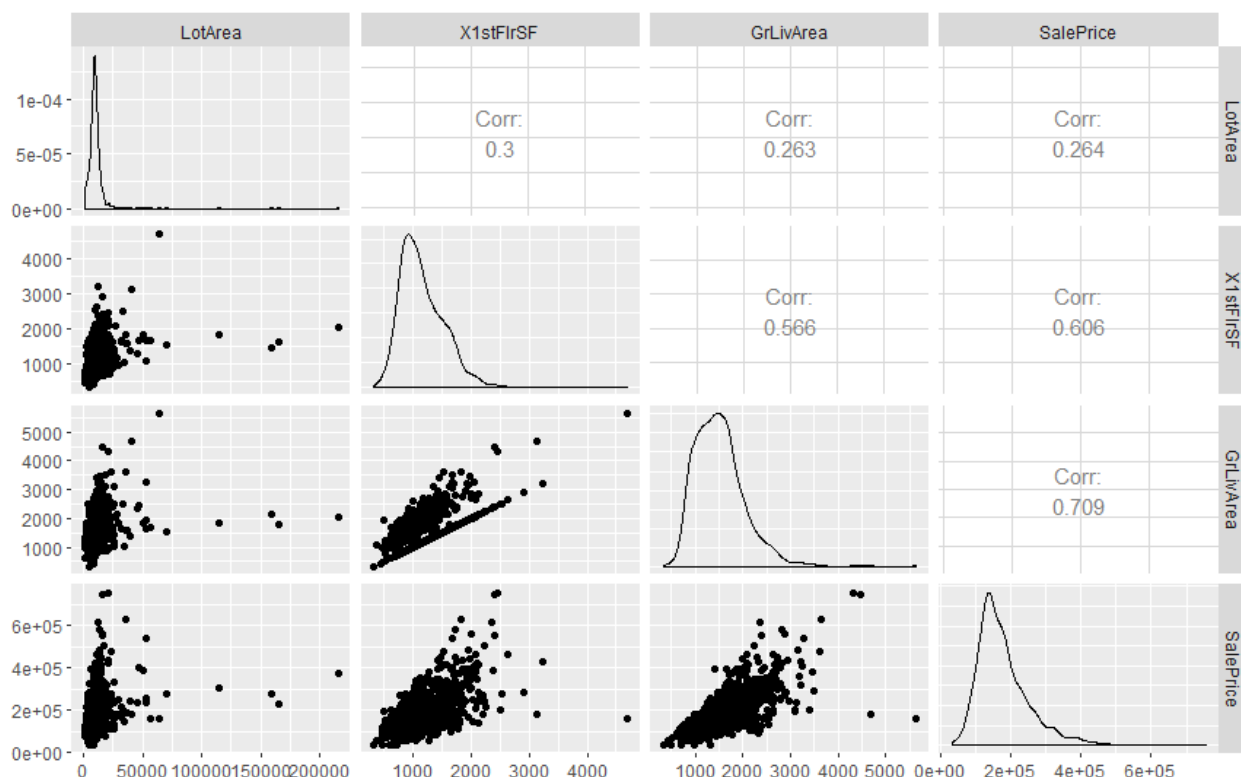 LotArea X1stFlrSF GrLivArea SalePrice
1e-04
5e-05
0e+00
Corr:
0.3
Corr:
0.263
Corr:
0.264
LotArea
4000
3000
2000
1000
Corr:
0.566
Corr:
0.606
X1stFlrSF
5000
4000
3000
2000
1000
Corr:
0.709
GrLivArea
6e+05
4e+05
2e+05
0e+00
SalePrice
0 50000 100000 150000 200000 1000 2000 3000 4000 1000 2000 3000 4000 5000 0e+00 2e+05 4e+05 6e+05